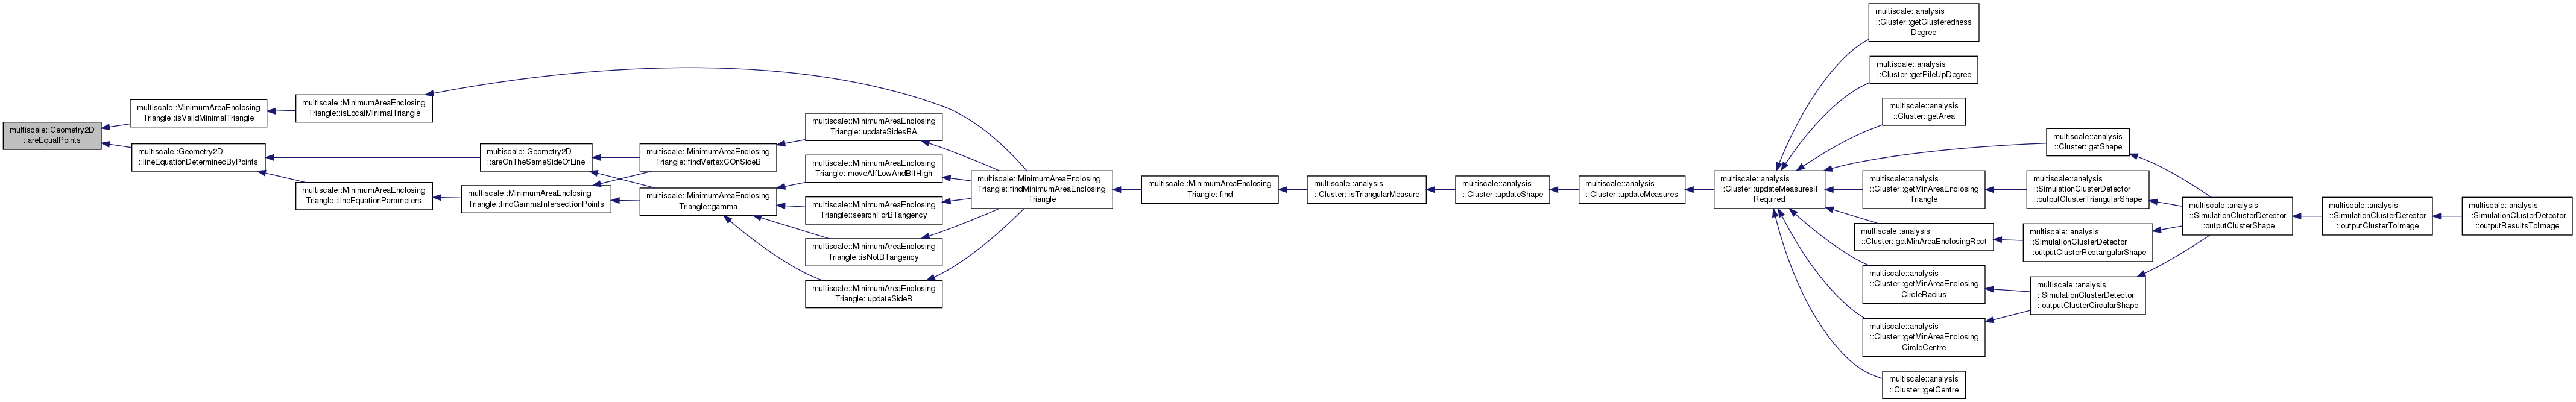 multiscale::Geometry2D
::areEqualPoints
multiscale::MinimumAreaEnclosing
Triangle::isValidMinimalTriangle
multiscale::Geometry2D
::lineEquationDeterminedByPoints
multiscale::MinimumAreaEnclosing
Triangle::isLocalMinimalTriangle
multiscale::MinimumAreaEnclosing
Triangle::lineEquationParameters
multiscale::Geometry2D
::areOnTheSameSideOfLine
multiscale::MinimumAreaEnclosing
Triangle::findGammaIntersectionPoints
multiscale::MinimumAreaEnclosing
Triangle::findVertexCOnSideB
multiscale::MinimumAreaEnclosing
Triangle::gamma
multiscale::MinimumAreaEnclosing
Triangle::updateSidesBA
multiscale::MinimumAreaEnclosing
Triangle::moveAIfLowAndBIfHigh
multiscale::MinimumAreaEnclosing
Triangle::searchForBTangency
multiscale::MinimumAreaEnclosing
Triangle::isNotBTangency
multiscale::MinimumAreaEnclosing
Triangle::updateSideB
multiscale::MinimumAreaEnclosing
Triangle::findMinimumAreaEnclosing
Triangle
multiscale::MinimumAreaEnclosing
Triangle::find
multiscale::analysis
::Cluster::isTriangularMeasure
multiscale::analysis
::Cluster::updateShape
multiscale::analysis
::Cluster::updateMeasures
multiscale::analysis
::Cluster::updateMeasuresIf
Required
multiscale::analysis
::Cluster::getClusteredness
Degree
multiscale::analysis
::Cluster::getPileUpDegree
multiscale::analysis
::Cluster::getArea
multiscale::analysis
::Cluster::getShape
multiscale::analysis
::Cluster::getMinAreaEnclosing
Triangle
multiscale::analysis
::Cluster::getMinAreaEnclosingRect
multiscale::analysis
::Cluster::getMinAreaEnclosing
CircleRadius
multiscale::analysis
::Cluster::getMinAreaEnclosing
CircleCentre
multiscale::analysis
::Cluster::getCentre
multiscale::analysis
::SimulationClusterDetector
::outputClusterTriangularShape
multiscale::analysis
::SimulationClusterDetector
::outputClusterRectangularShape
multiscale::analysis
::SimulationClusterDetector
::outputClusterCircularShape
multiscale::analysis
::SimulationClusterDetector
::outputClusterShape
multiscale::analysis
::SimulationClusterDetector
::outputClusterToImage
multiscale::analysis
::SimulationClusterDetector
::outputResultsToImage